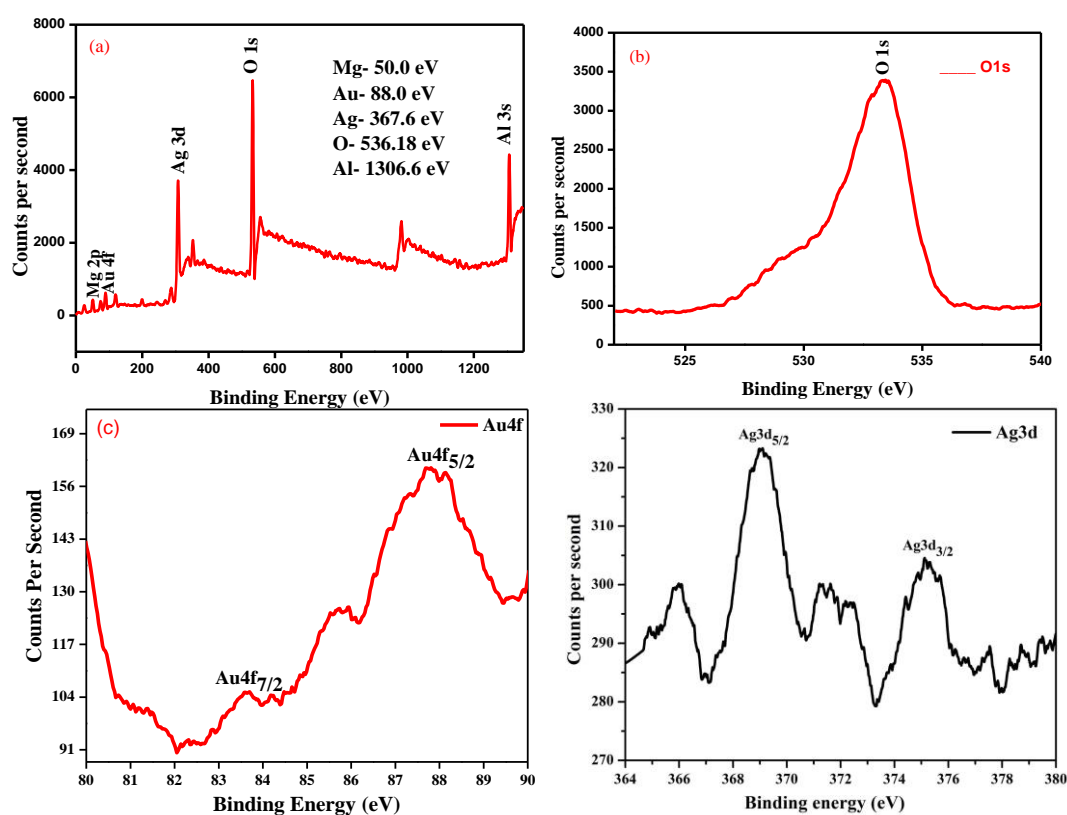 (a)
O 1s
Mg- 50.0 eV
Au- 88.0 eV
Ag- 367.6 eV
O- 536.18 eV
Al- 1306.6 eV
Ag 3d
Al 3s
Mg 2p
Au 4f
8000
6000
4000
2000
0
0 200 400 600 800 1000 1200
Counts per second
Binding Energy (eV)
(b)
O 1s
O1s
4000
3500
3000
2500
2000
1500
1000
500
0
525 530 535 540
Counts per second
Binding Energy (eV)
(c)
Au4f
Au4f5/2
Au4f7/2
169
156
143
130
117
104
91
80 81 82 83 84 85 86 87 88 89 90
Counts Per Second
Binding Energy (eV)
Ag3d
Ag3d5/2
Ag3d3/2
330
320
310
300
290
280
270
364 366 368 370 372 374 376 378 380
Counts per second
Binding energy (eV)